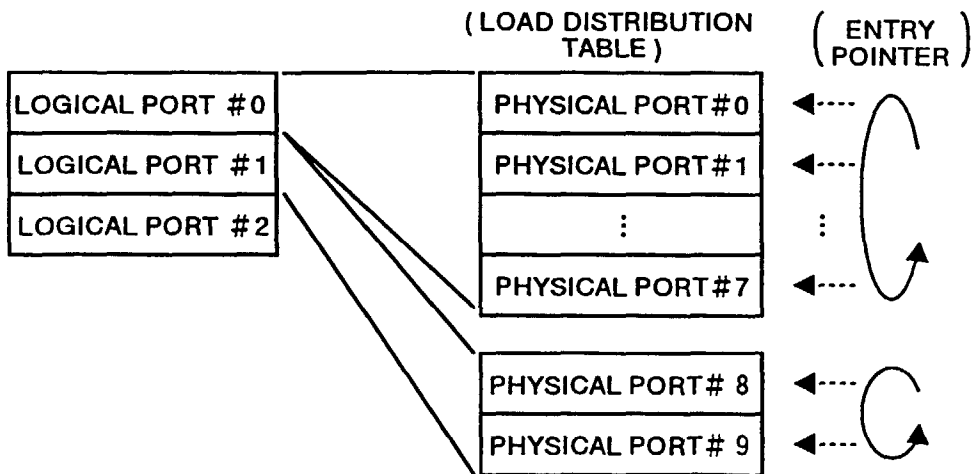 ( LOAD DISTRIBUTION
TABLE )
( ENTRY
POINTER )
LOGICAL PORT #0
LOGICAL PORT #1
LOGICAL PORT #2
PHYSICAL PORT#0
PHYSICAL PORT#1
⋮
⋮
PHYSICAL PORT#7
PHYSICAL PORT# 8
PHYSICAL PORT# 9